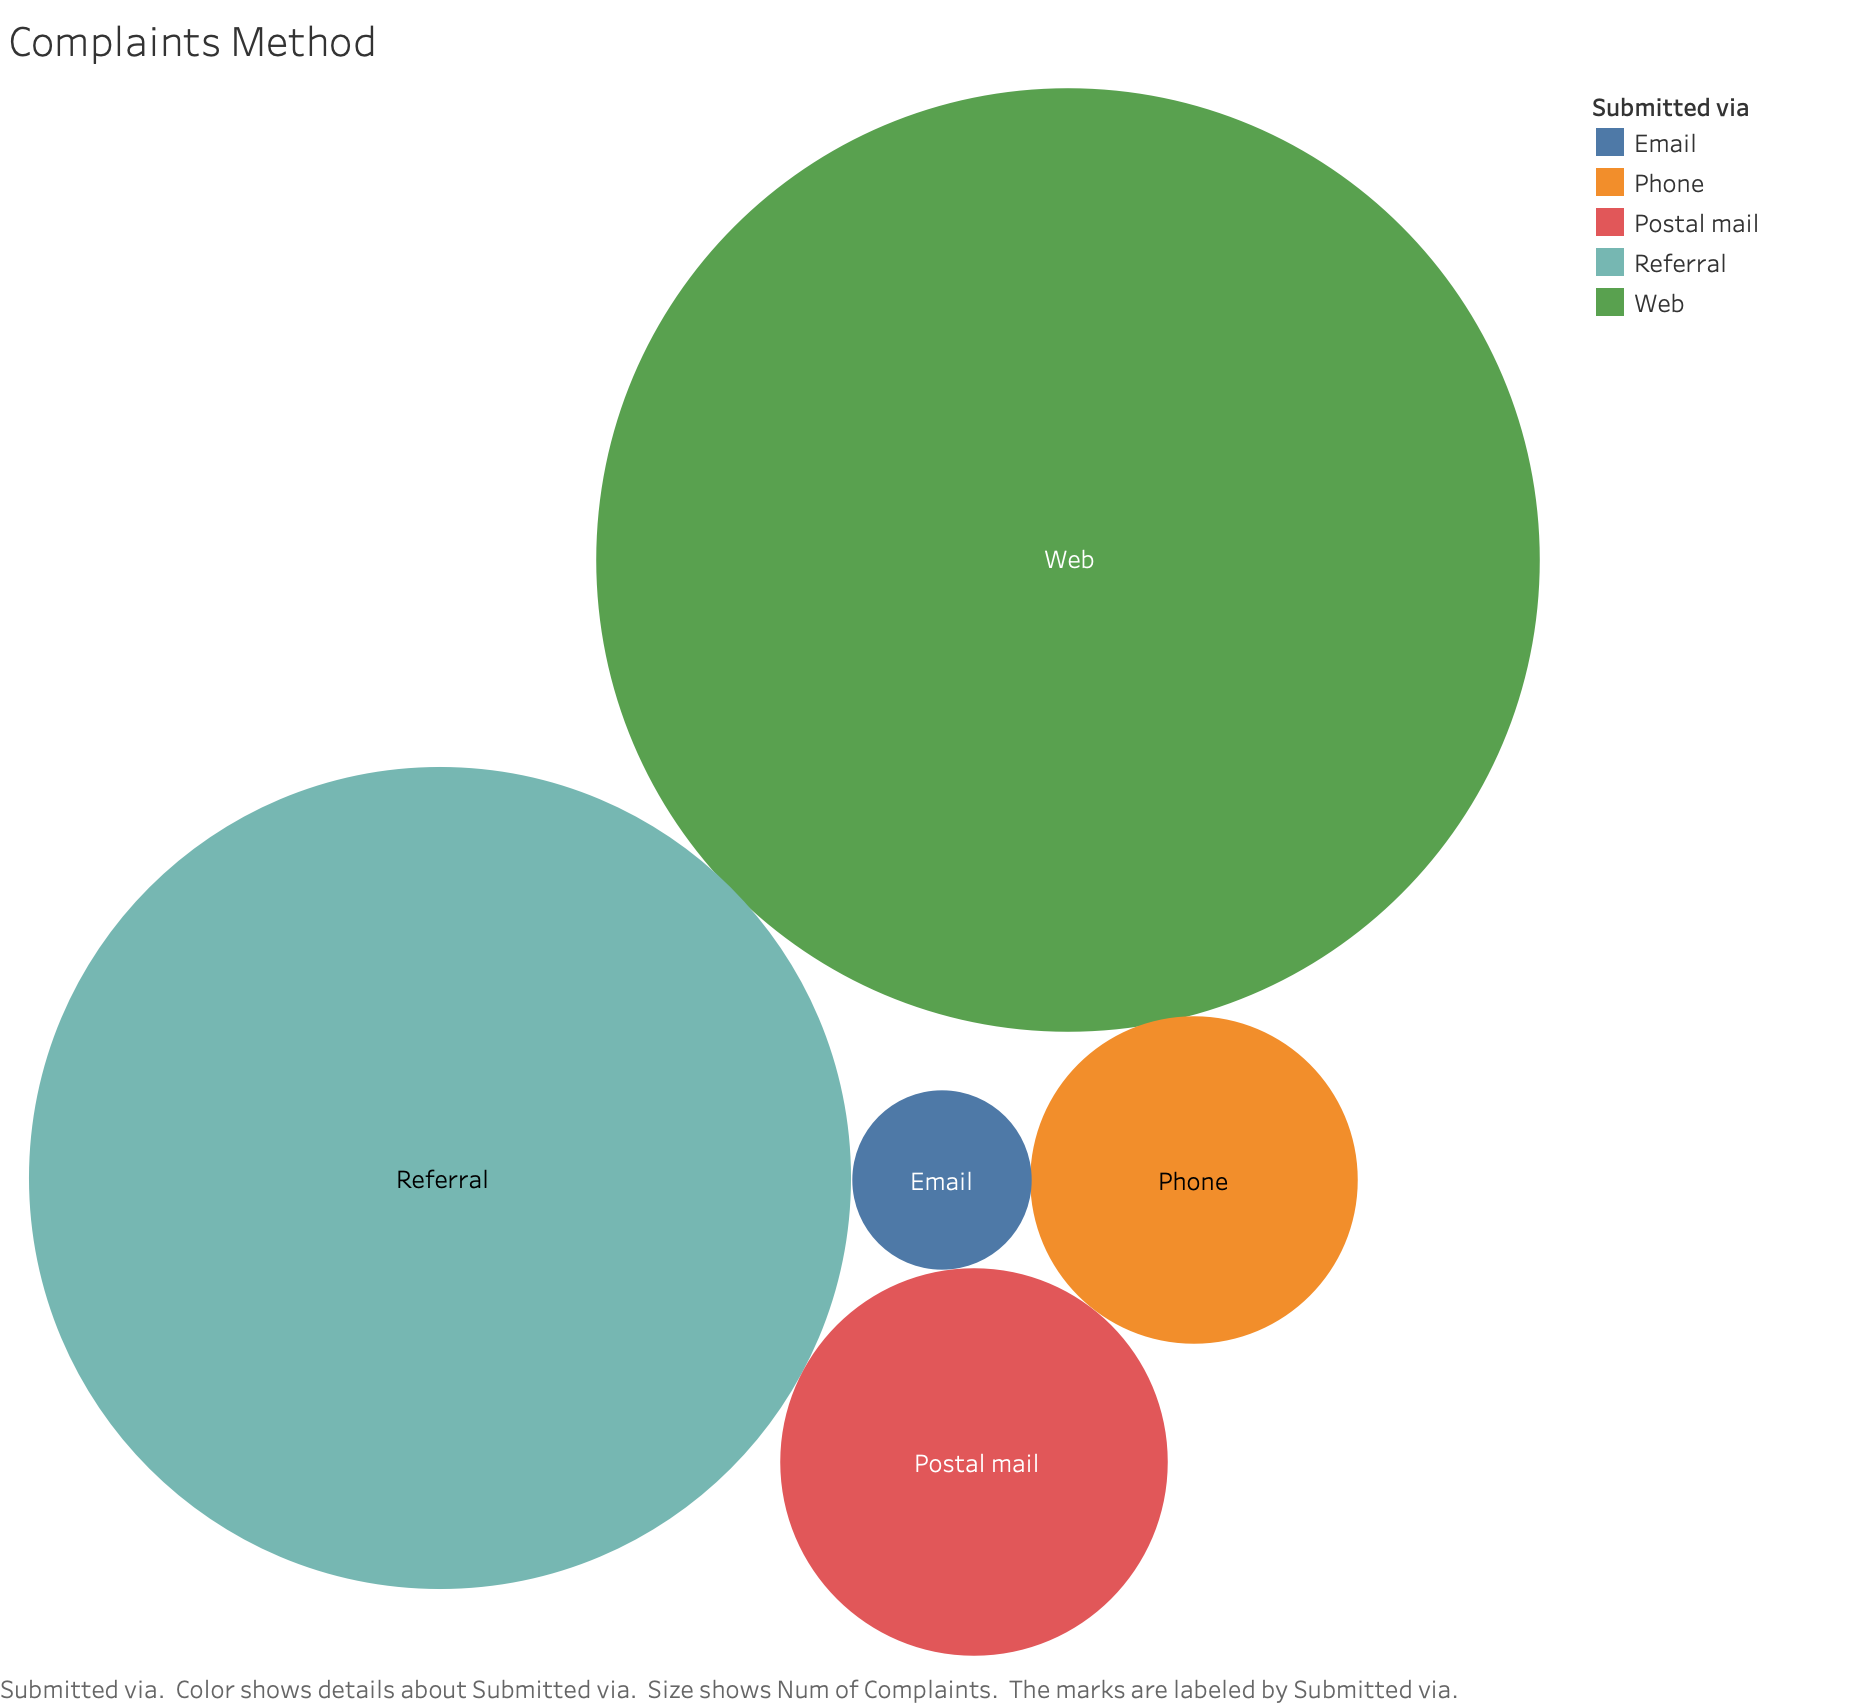 Complaints Method
Submitted via
Email
Phone
Postal mail
Referral
Web
Web
Referral
Email
Phone
Postal mail
Submitted via.  Color shows details about Submitted via.  Size shows Num of Complaints.  The marks are labeled by Submitted via.